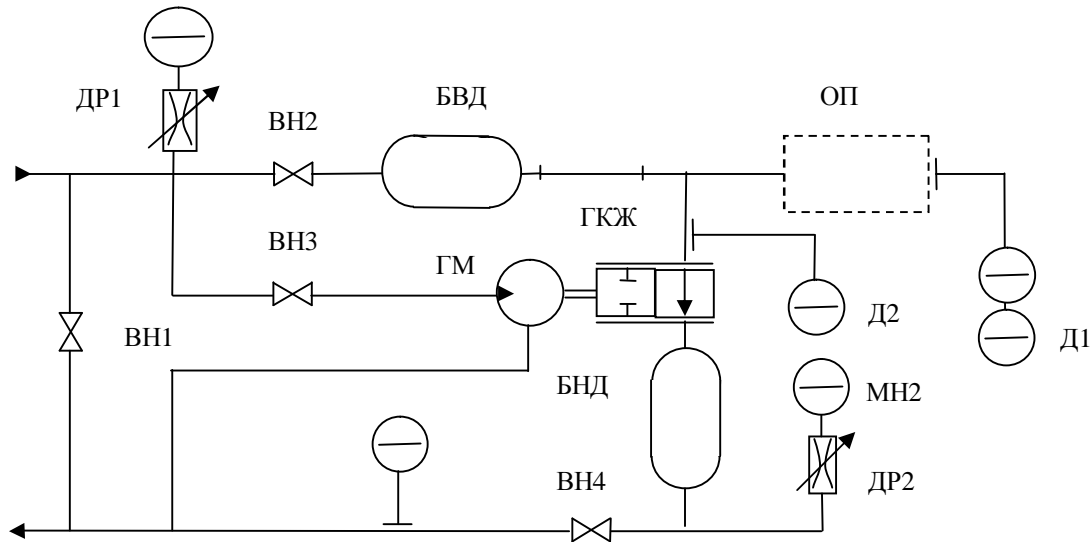 ДР1
БВД
ОП
ВН2
ГКЖ
ВН3
ГМ
Д2
ВН1
Д1
БНД
МН2
ВН4
ДР2